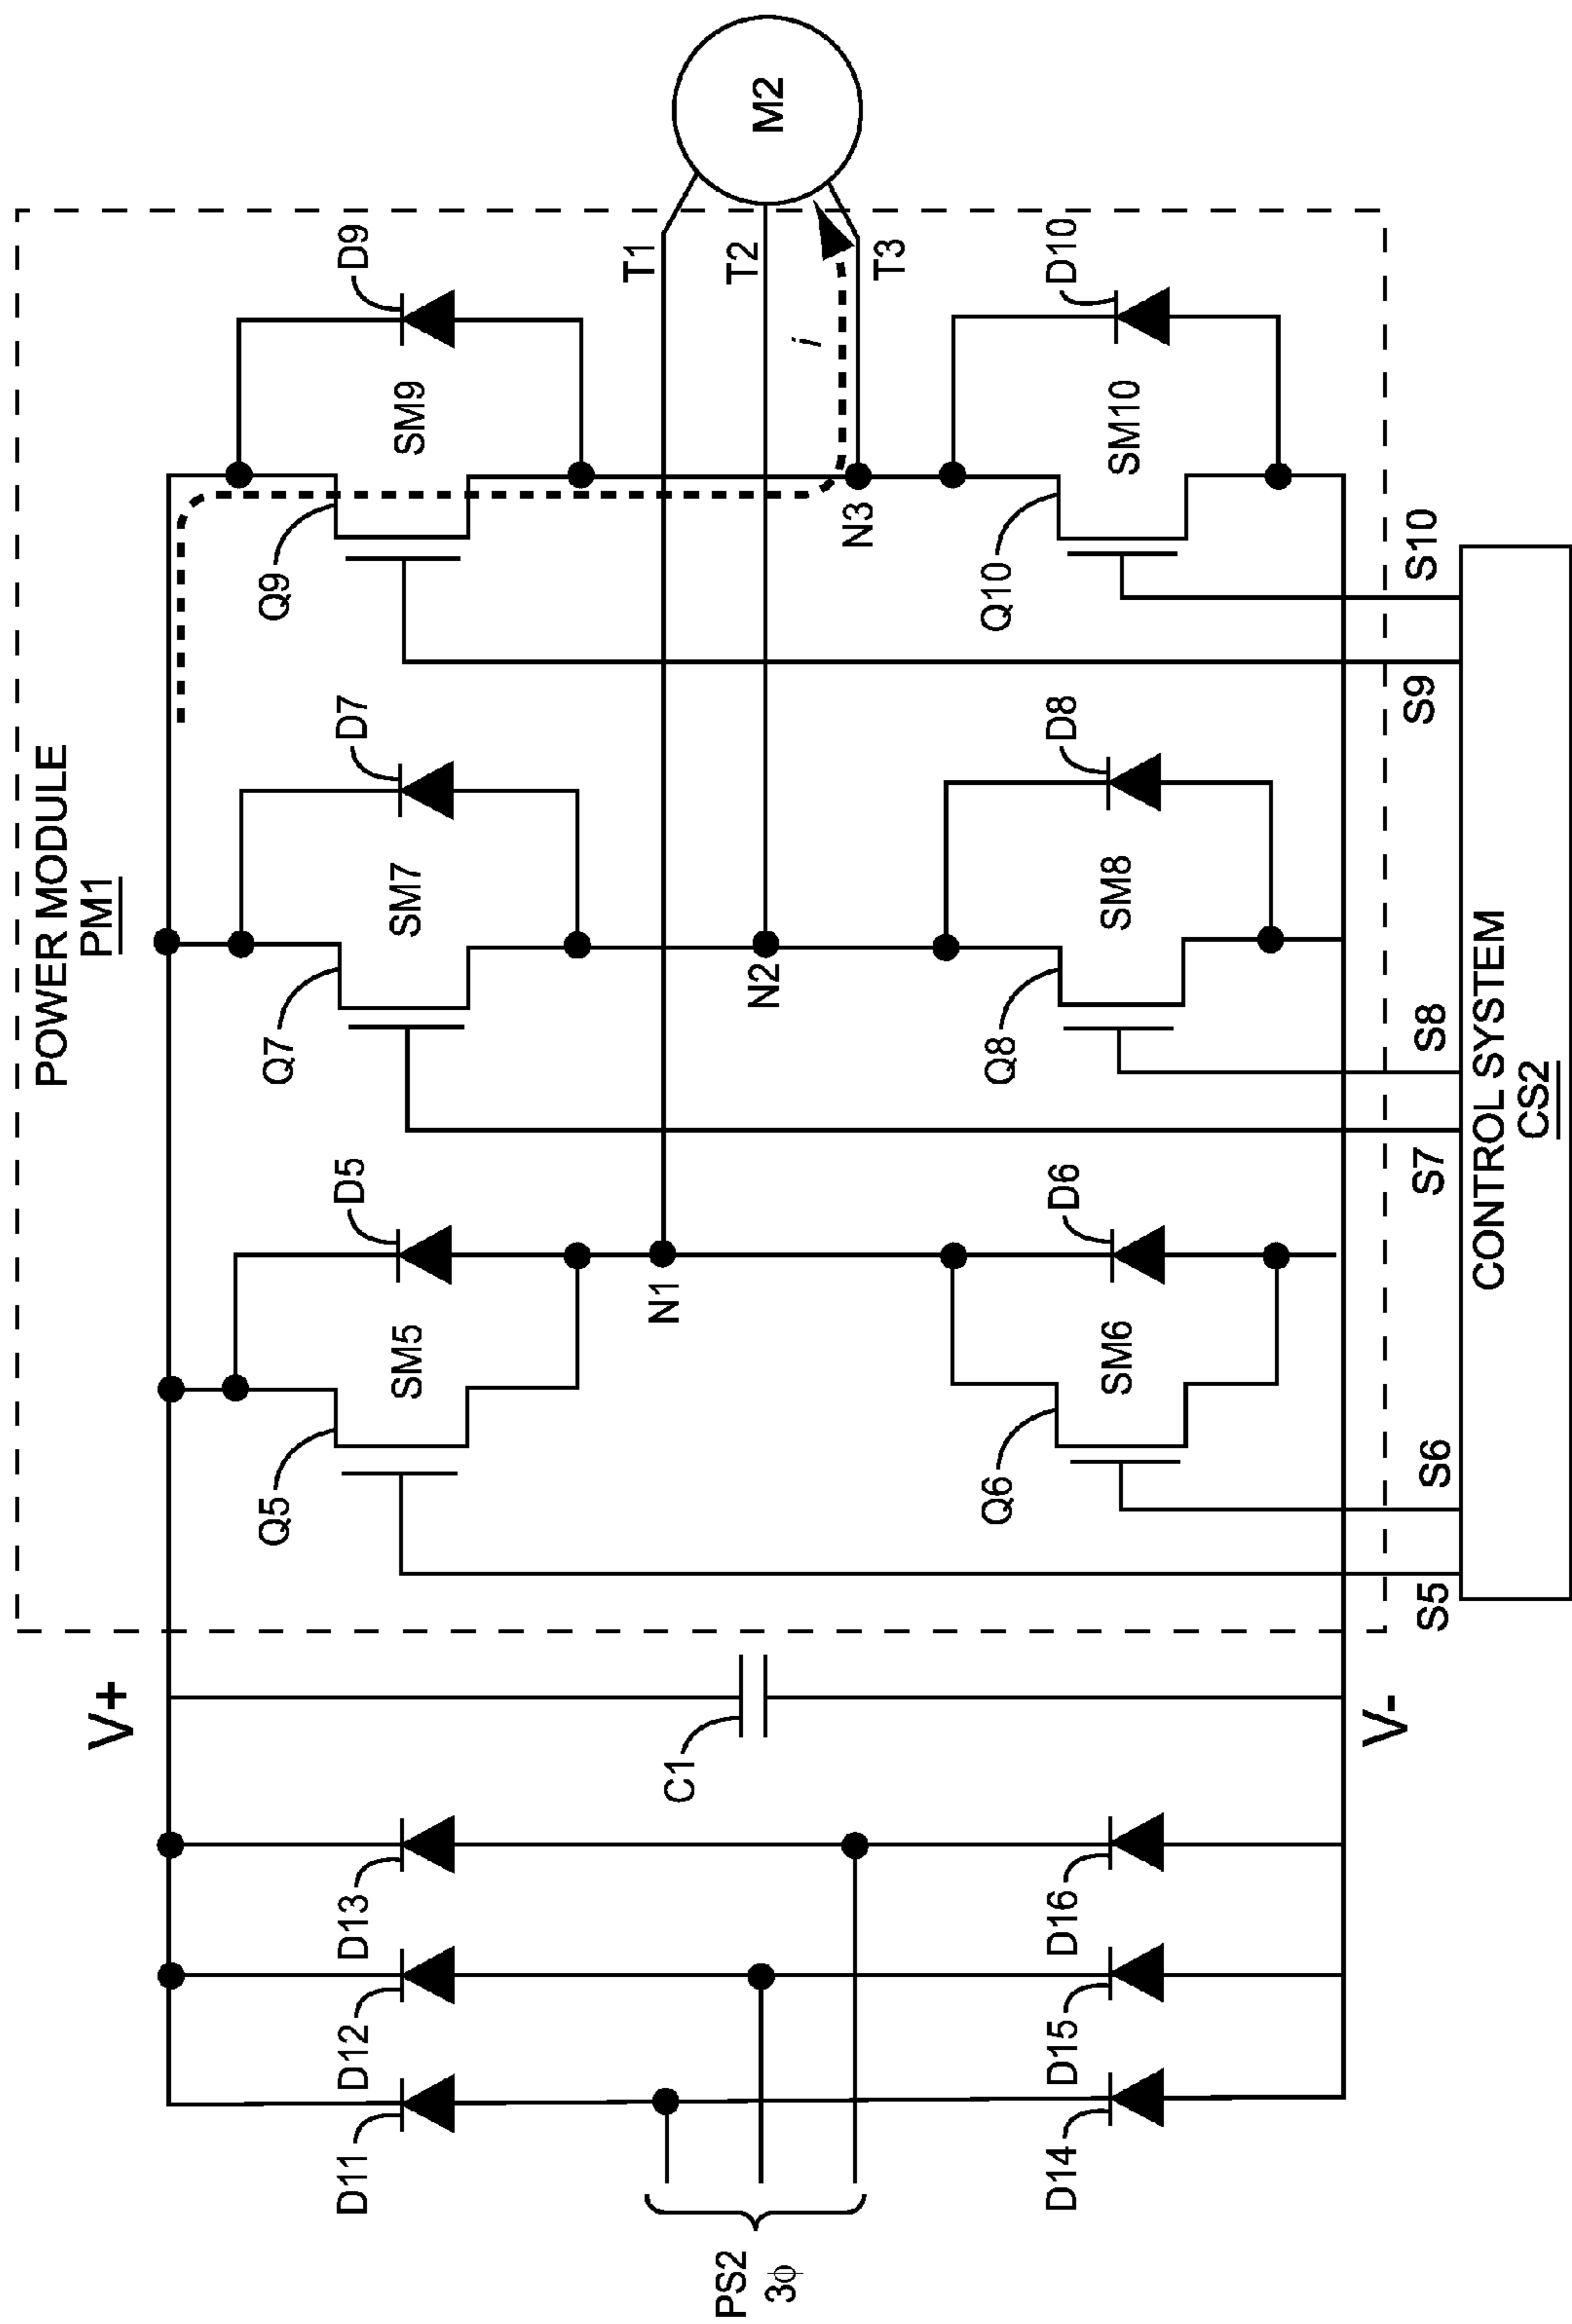 POWER MODULE
PM1
V+
D11
D12
D13
Q5
D5
SM5
Q7
D7
SM7
Q9
D9
SM9
PS2
3ϕ
C1
N1
N2
N3
i
T1
T2
T3
M2
D14
D15
D16
Q6
D6
SM6
Q8
D8
SM8
Q10
D10
SM10
V-
S5
S6
S7
S8
S9
S10
CONTROL SYSTEM
CS2